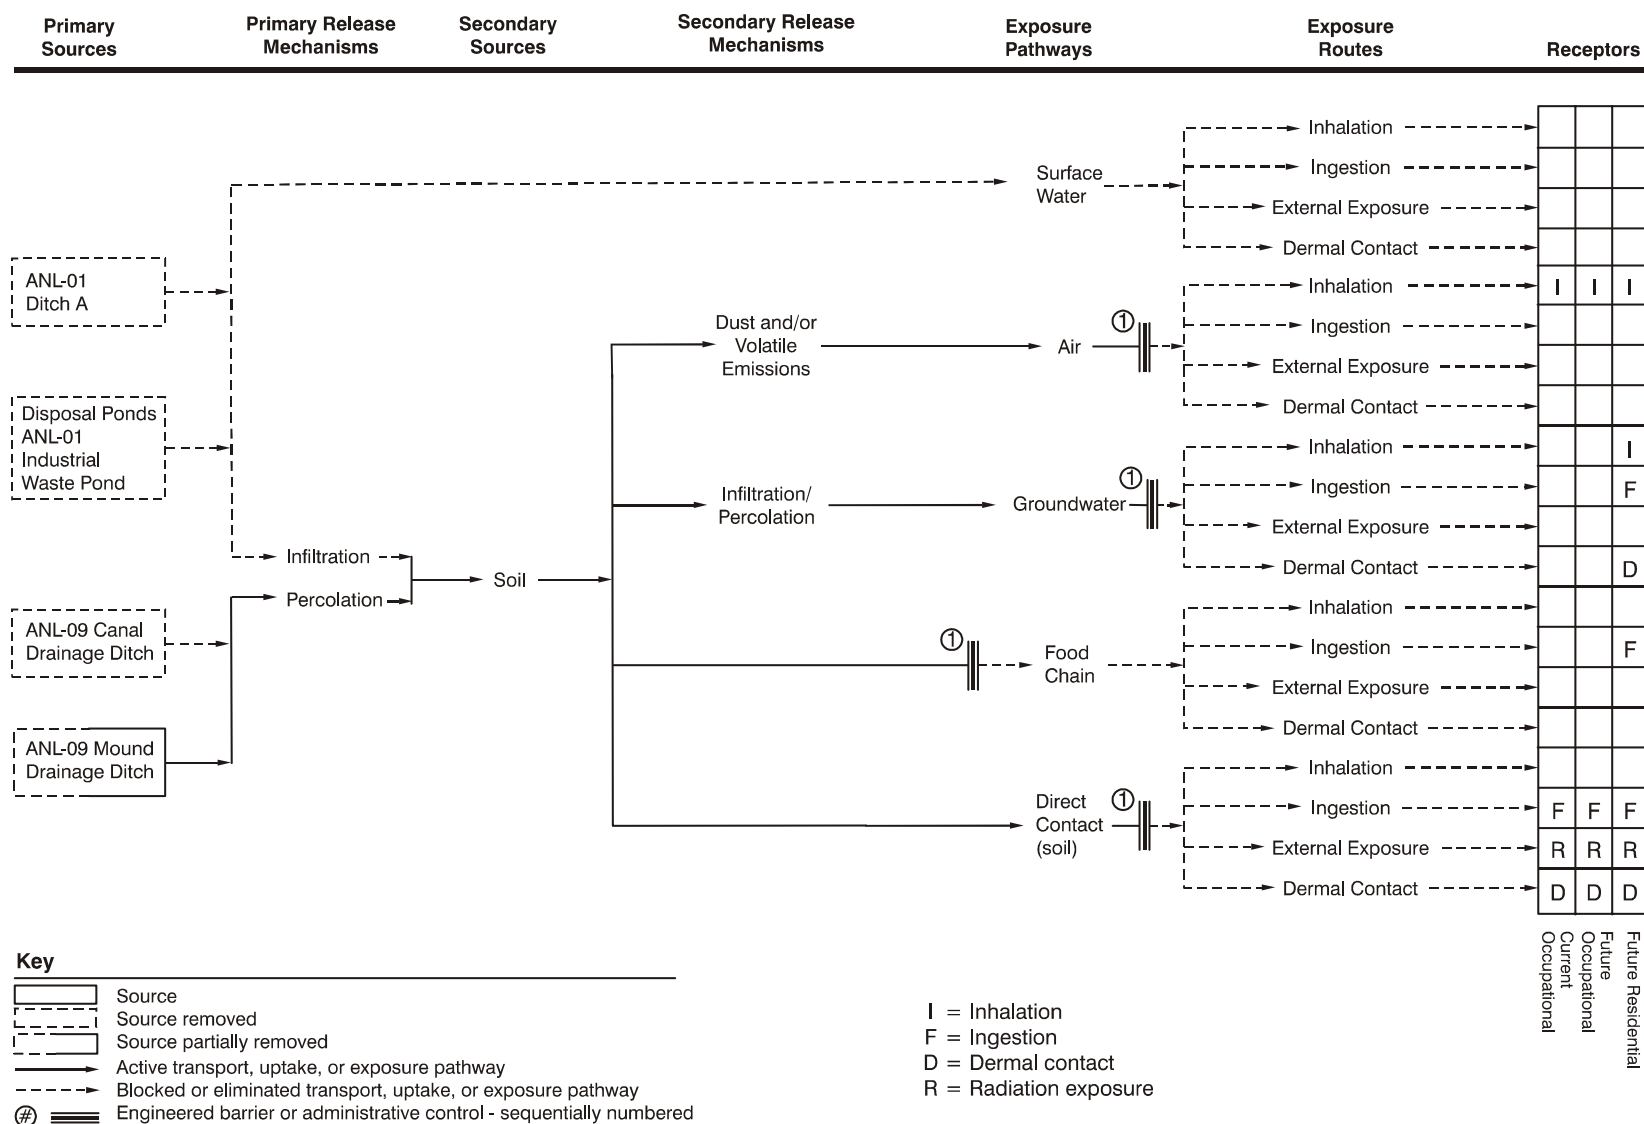 Primary
Sources
Primary Release
Mechanisms
Secondary
Sources
Secondary Release
Mechanisms
Exposure
Pathways
Exposure
Routes
Receptors
ANL-01
Ditch A
Disposal Ponds
ANL-01
Industrial
Waste Pond
ANL-09 Canal
Drainage Ditch
ANL-09 Mound
Drainage Ditch
Infiltration
Percolation
Soil
Dust and/or
Volatile
Emissions
Infiltration/
Percolation
Surface
Water
Inhalation
Ingestion
External Exposure
Dermal Contact
1
Air
Inhalation I I I
Ingestion
External Exposure
Dermal Contact
1
Groundwater
Inhalation I
Ingestion F
External Exposure
Dermal Contact D
1
Food
Chain
Inhalation
Ingestion F
External Exposure
Dermal Contact
1
Direct
Contact
(soil)
Inhalation
Ingestion F F F
External Exposure R R R
Dermal Contact D D D
Current
Occupational
Future
Occupational
Future Residential
Key
Source
Source removed
Source partially removed
Active transport, uptake, or exposure pathway
Blocked or eliminated transport, uptake, or exposure pathway
# Engineered barrier or administrative control - sequentially numbered
I = Inhalation
F = Ingestion
D = Dermal contact
R = Radiation exposure